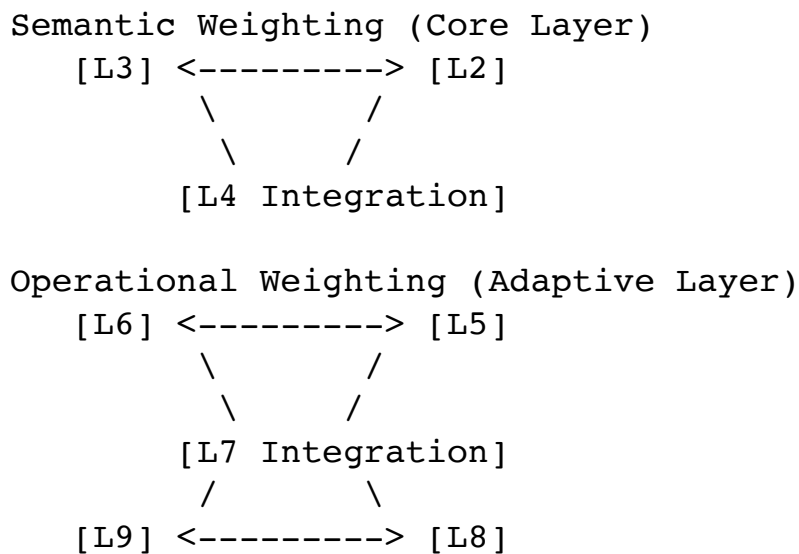 Semantic Weighting (Core Layer)
[L3] <---------> [L2]
\ /
\ /
[L4 Integration]
Operational Weighting (Adaptive Layer)
[L6] <---------> [L5]
\ /
\ /
[L7 Integration]
/ \
[L9] <---------> [L8]